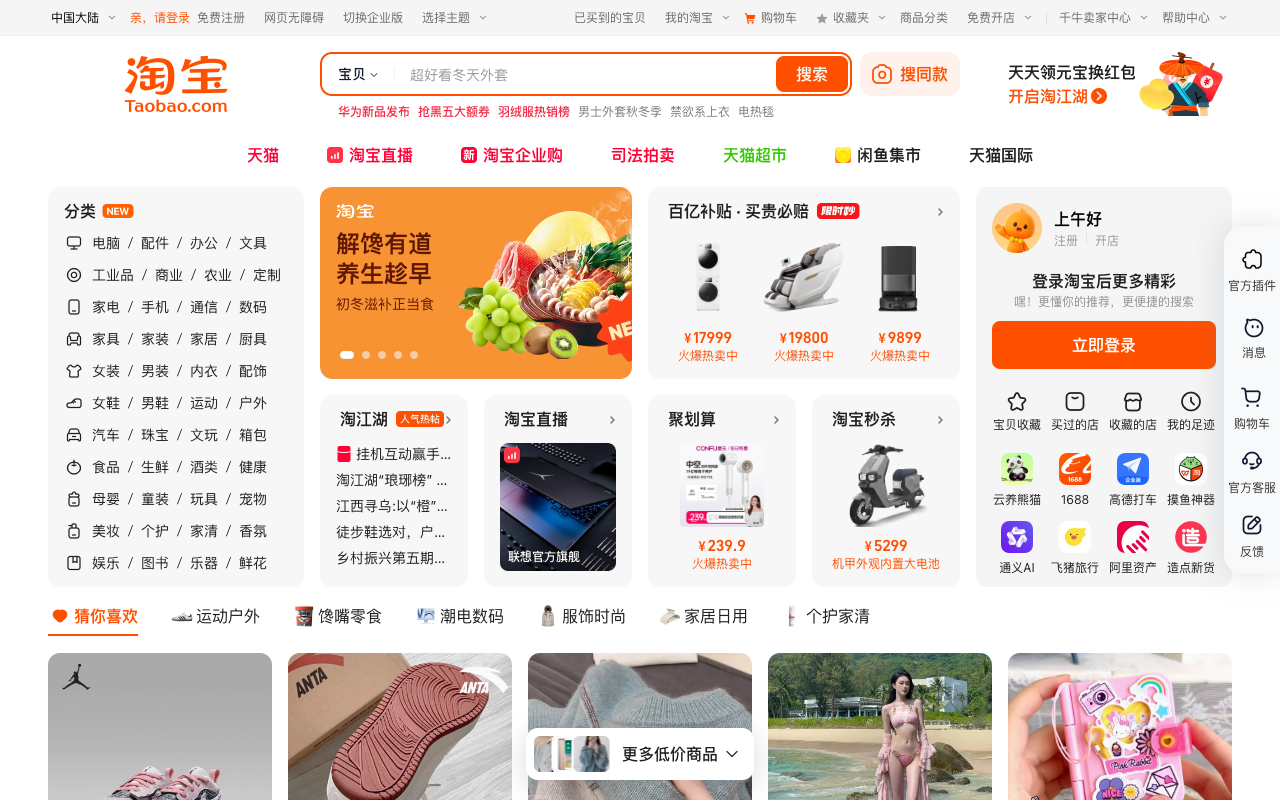 中国大陆 亲，请登录 免费注册 网页无障碍 切换企业版 选择主题 已买到的宝贝 我的淘宝 购物车 收藏夹 商品分类 免费开店 千牛卖家中心 帮助中心
淘宝
Taobao.com
宝贝 超好看冬天外套 搜索 搜同款
华为新品发布 抢黑五大额券 羽绒服热销榜 男士外套秋冬季 禁欲系上衣 电热毯
天天领元宝换红包
开启淘江湖
天猫 淘宝直播 新 淘宝企业购 司法拍卖 天猫超市 闲鱼集市 天猫国际
分类 NEW
电脑 / 配件 / 办公 / 文具
工业品 / 商业 / 农业 / 定制
家电 / 手机 / 通信 / 数码
家具 / 家装 / 家居 / 厨具
女装 / 男装 / 内衣 / 配饰
女鞋 / 男鞋 / 运动 / 户外
汽车 / 珠宝 / 文玩 / 箱包
食品 / 生鲜 / 酒类 / 健康
母婴 / 童装 / 玩具 / 宠物
美妆 / 个护 / 家清 / 香氛
娱乐 / 图书 / 乐器 / 鲜花
淘宝
解馋有道
养生趁早
初冬滋补正当食
NE
百亿补贴 · 买贵必赔 限时秒
¥17999 ¥19800 ¥9899
火爆热卖中 火爆热卖中 火爆热卖中
淘江湖 人气热帖
挂机互动赢手...
淘江湖“琅琊榜” ...
江西寻乌:以“橙”...
徒步鞋选对，户...
乡村振兴第五期...
淘宝直播
联想官方旗舰
聚划算
CONFU
中空
239.
¥239.9
火爆热卖中
淘宝秒杀
¥5299
机甲外观内置大电池
上午好
注册 开店
登录淘宝后更多精彩
嘿！更懂你的推荐，更便捷的搜索
立即登录
宝贝收藏 买过的店 收藏的店 我的足迹
1688 企业版
云养熊猫 1688 高德打车 摸鱼神器
造
通义AI 飞猪旅行 阿里资产 造点新货
官方插件
消息
购物车
官方客服
反馈
猜你喜欢 运动户外 馋嘴零食 潮电数码 服饰时尚 家居日用 个护家清
ANTA
ANTA
更多低价商品
Pink Rabbit
NICE